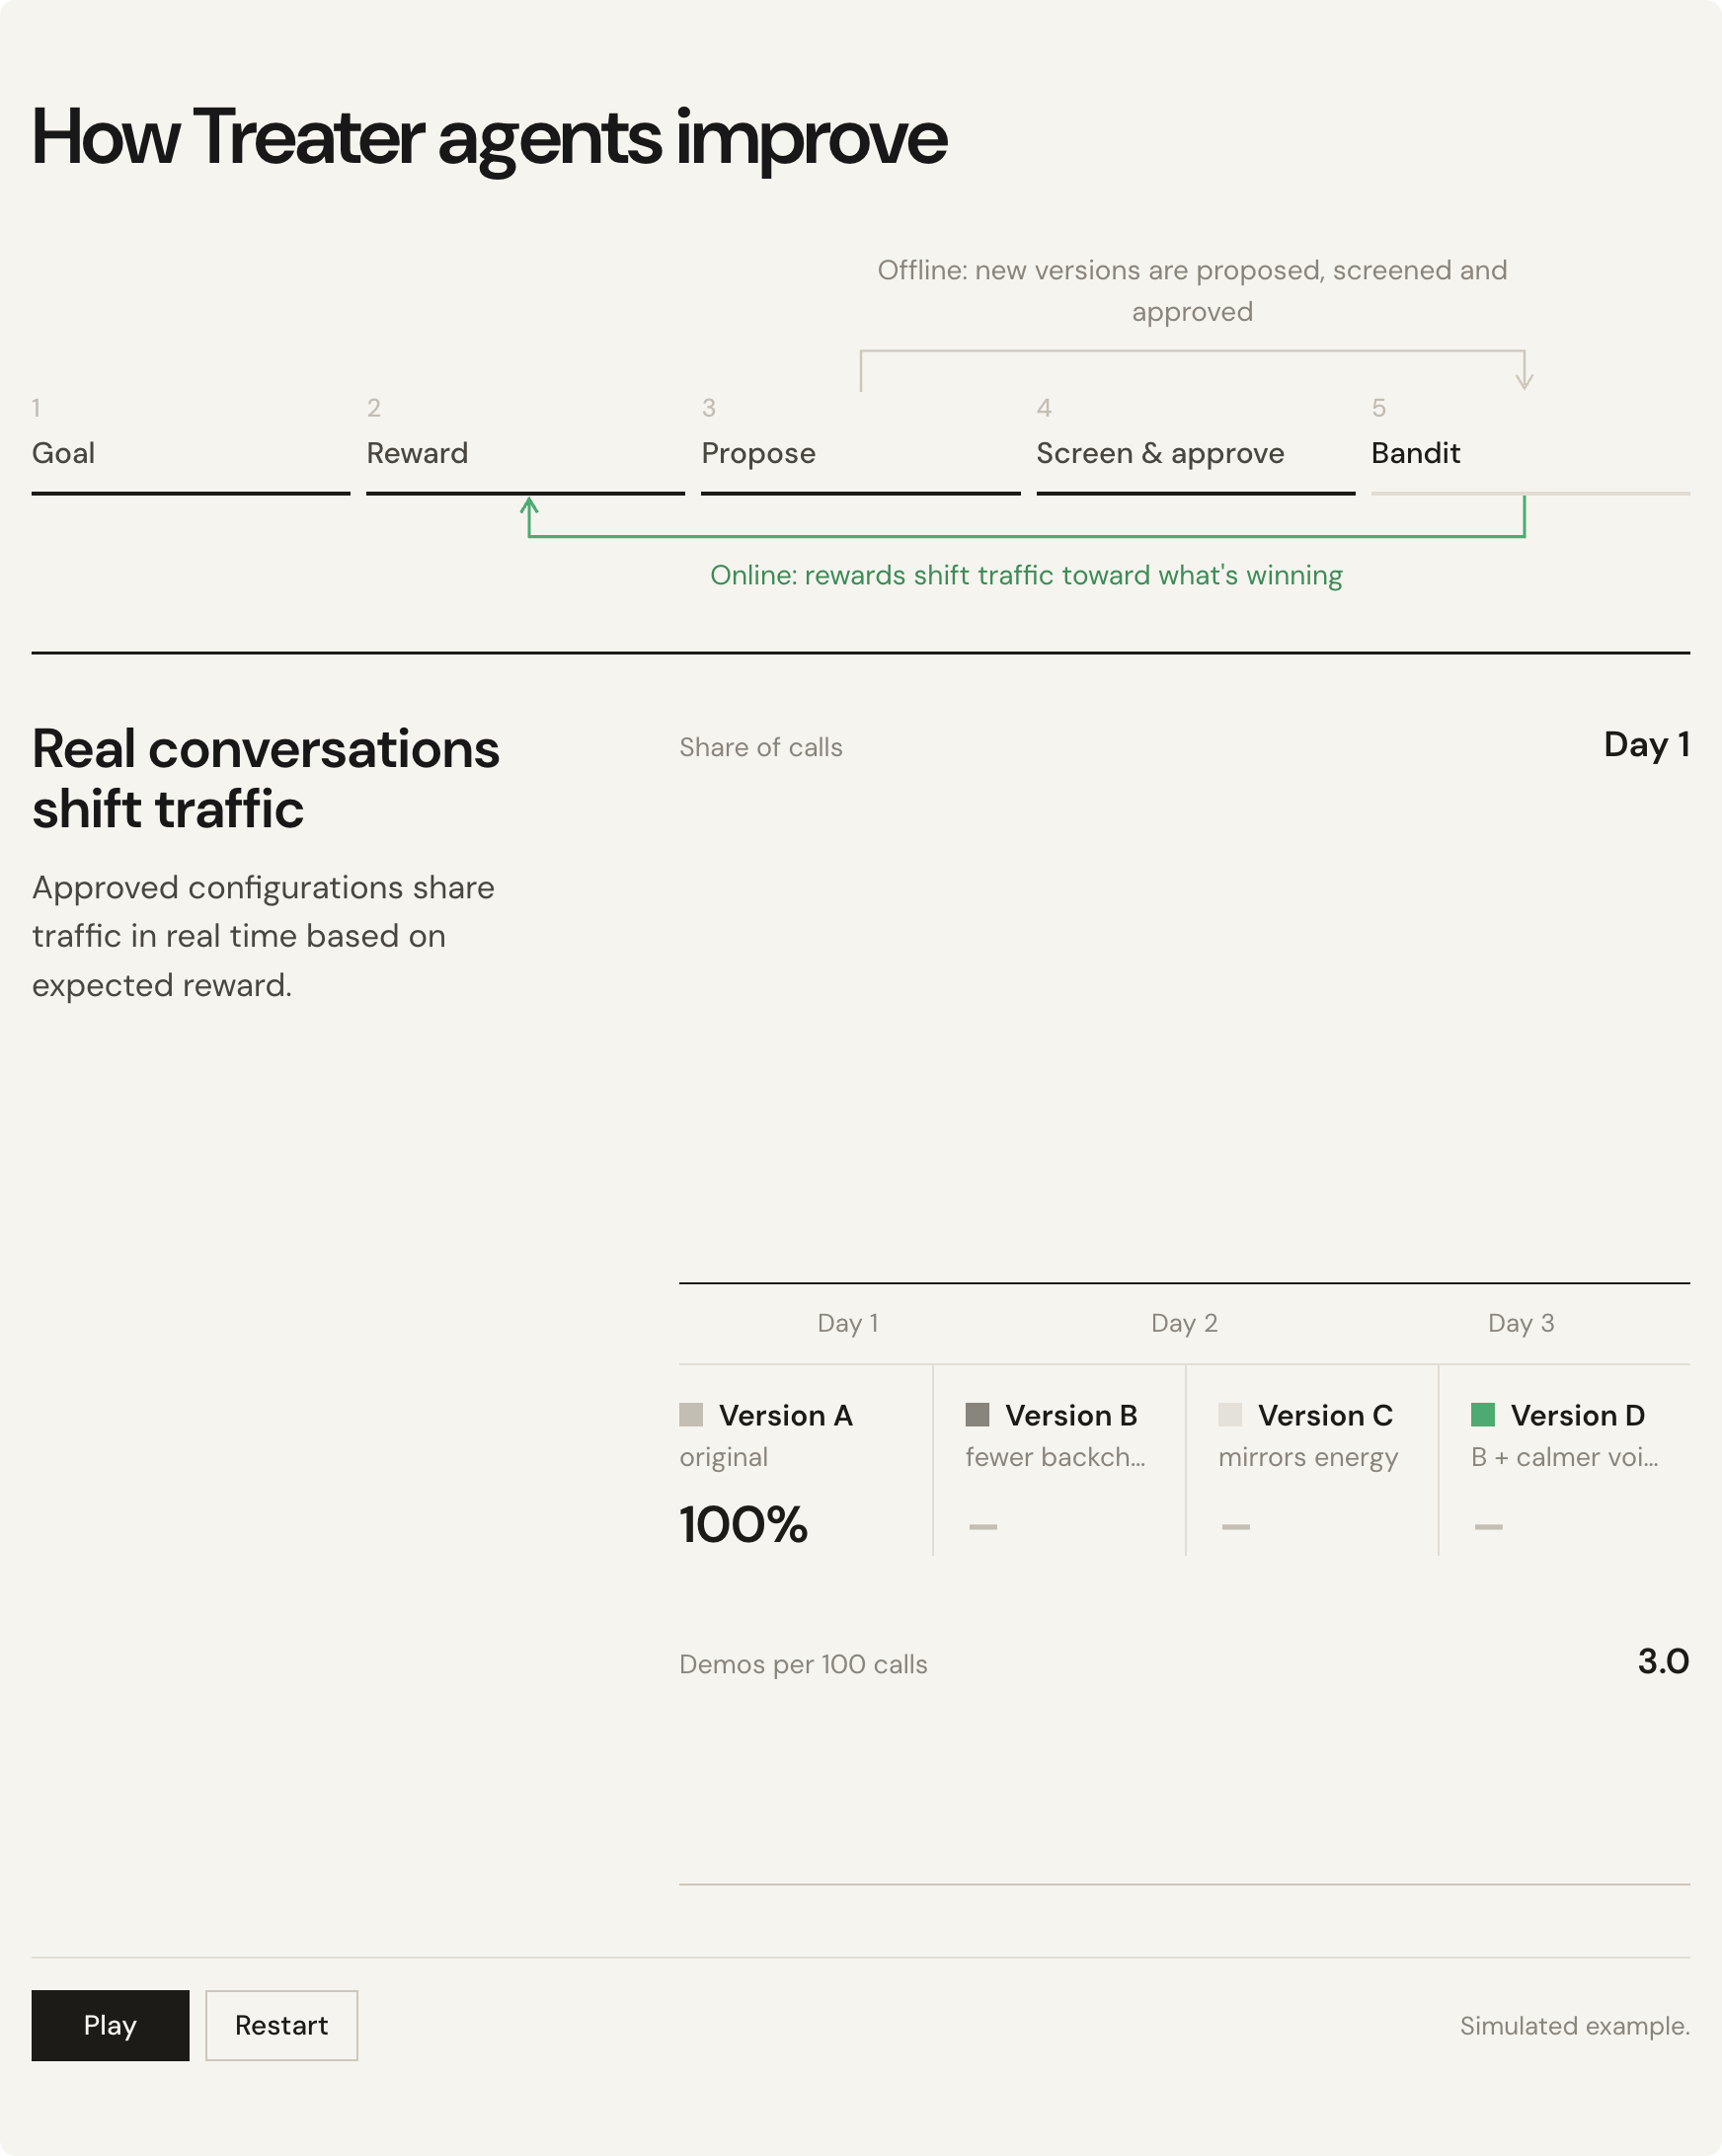 How Treater agents improve
Offline: new versions are proposed, screened and
approved
1
Goal
2
Reward
3
Propose
4
Screen & approve
5
Bandit
Online: rewards shift traffic toward what's winning
Real conversations
shift traffic
Approved configurations share
traffic in real time based on
expected reward.
Share of calls
Day 1
Day 1
Day 2
Day 3
Version A
original
100%
Version B
fewer backch...
–
Version C
mirrors energy
–
Version D
B + calmer voi...
–
Demos per 100 calls
3.0
Play
Restart
Simulated example.